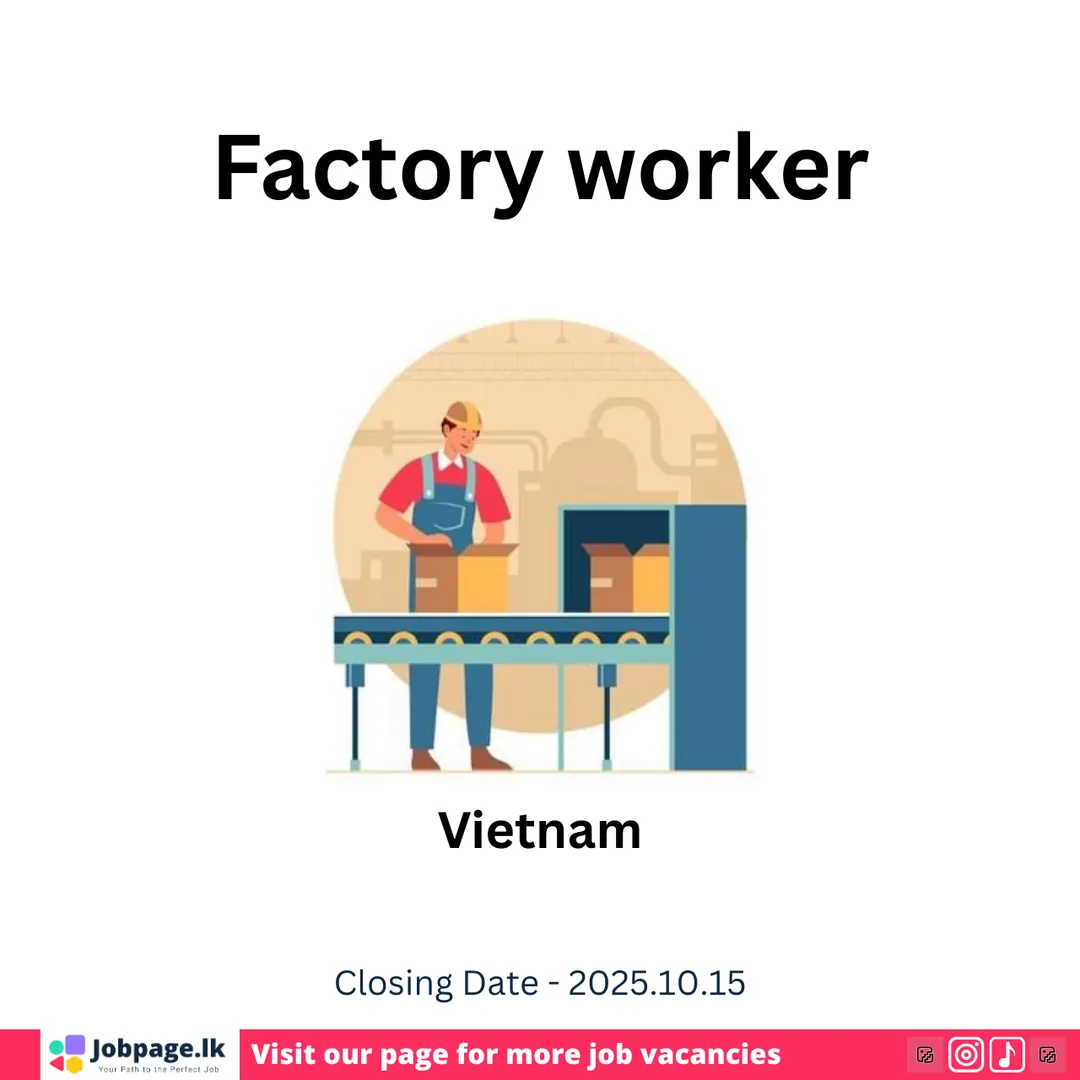 Factory worker
Vietnam
Closing Date - 2025.10.15
Jobpage.lk
Your Path to the Perfect Job
Visit our page for more job vacancies